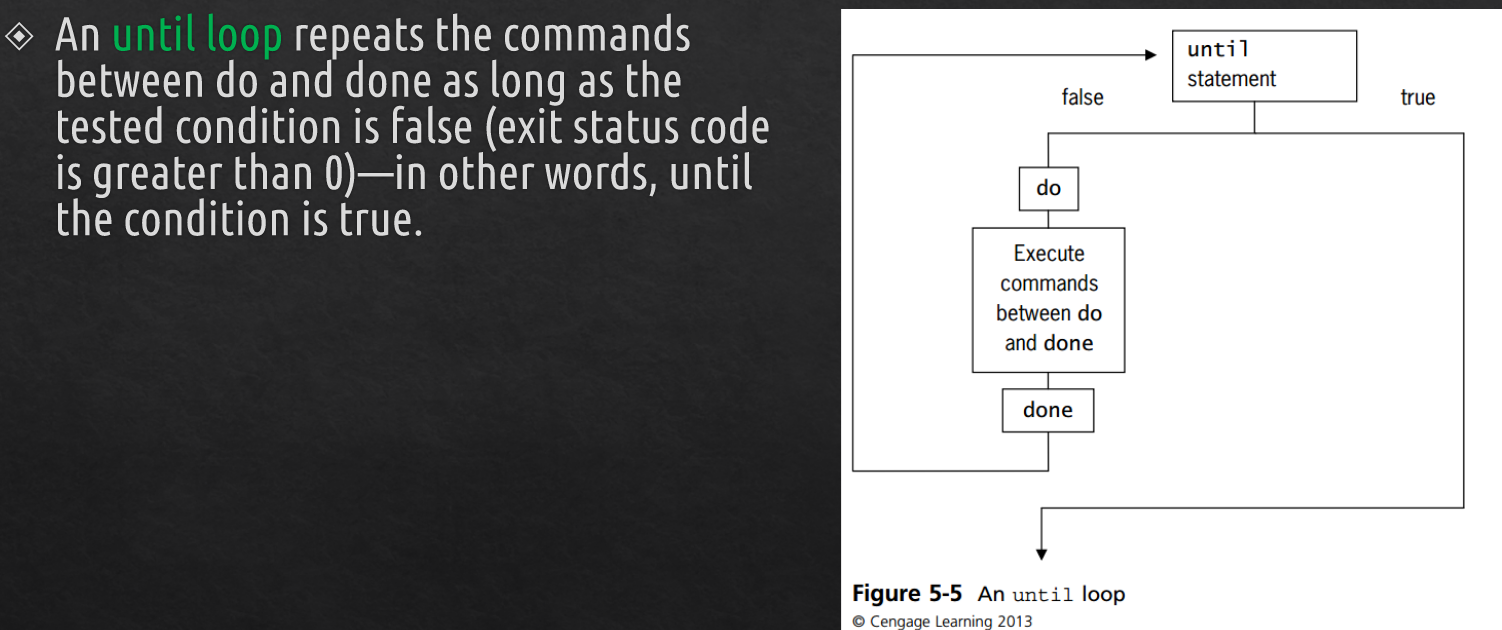 An until loop repeats the commands
between do and done as long as the
tested condition is false (exit status code
is greater than 0)—in other words, until
the condition is true.
until
statement
false
true
do
Execute
commands
between do
and done
done
Figure 5-5 An until loop
© Cengage Learning 2013